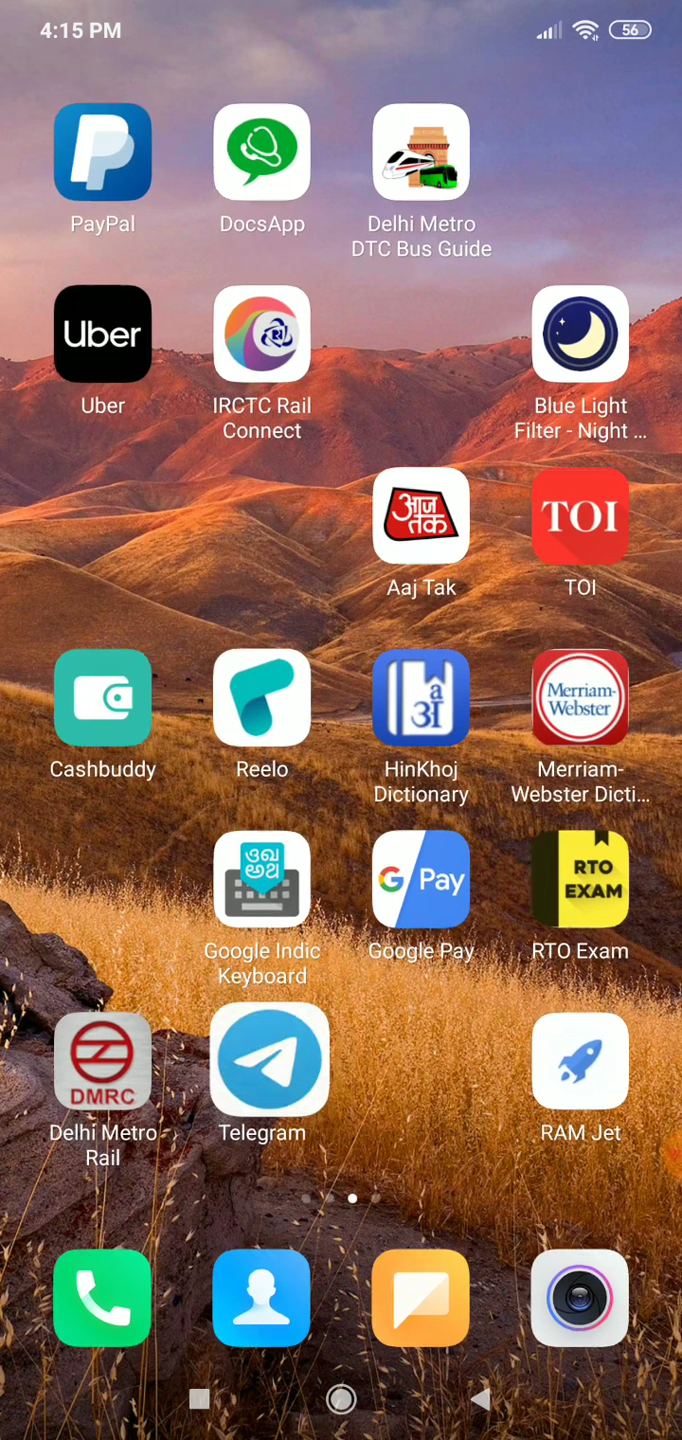 4:15 PM
56
PayPal
DocsApp
Delhi Metro
DTC Bus Guide
Uber
Uber
IRCTC Rail
Connect
Blue Light
Filter - Night ...
आज
तक
Aaj Tak
TOI
TOI
Cashbuddy
Reelo
a
अ
HinKhoj
Dictionary
Merriam-
Webster
Merriam-
Webster Dicti...
Google Indic
Keyboard
G Pay
Google Pay
RTO
EXAM
RTO Exam
DMRC
Delhi Metro
Rail
Telegram
RAM Jet